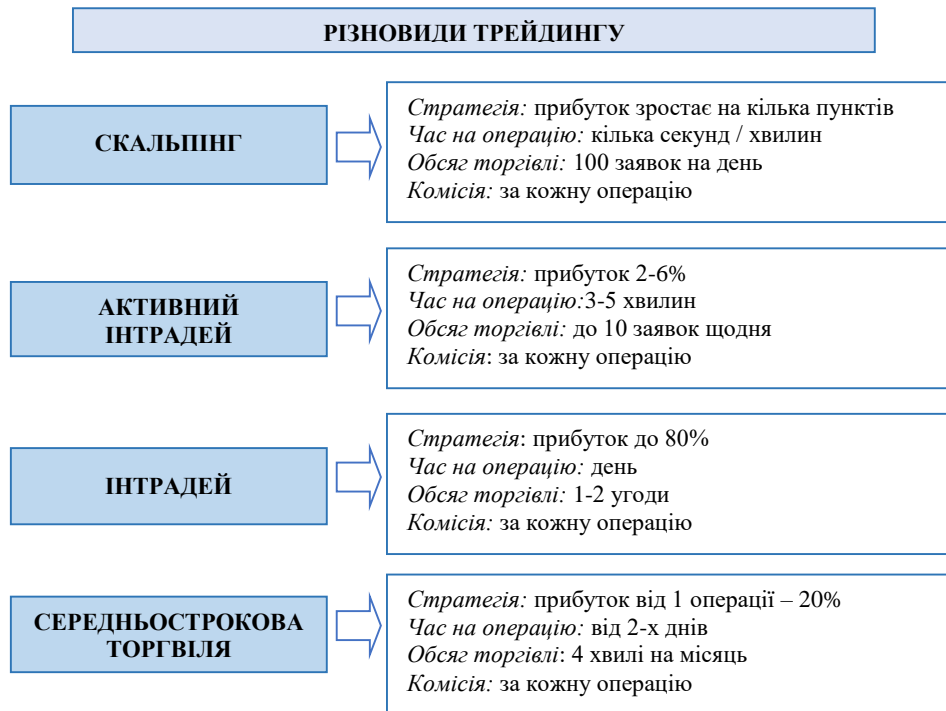 РІЗНОВИДИ ТРЕЙДИНГУ
СКАЛЬПІНГ
Стратегія: прибуток зростає на кілька пунктів
Час на операцію: кілька секунд / хвилин
Обсяг торгівлі: 100 заявок на день
Комісія: за кожну операцію
АКТИВНИЙ
ІНТРАДЕЙ
Стратегія: прибуток 2-6%
Час на операцію:3-5 хвилин
Обсяг торгівлі: до 10 заявок щодня
Комісія: за кожну операцію
ІНТРАДЕЙ
Стратегія: прибуток до 80%
Час на операцію: день
Обсяг торгівлі: 1-2 угоди
Комісія: за кожну операцію
СЕРЕДНЬОСТРОКОВА
ТОРГВІЛЯ
Стратегія: прибуток від 1 операції – 20%
Час на операцію: від 2-х днів
Обсяг торгівлі: 4 хвилі на місяць
Комісія: за кожну операцію